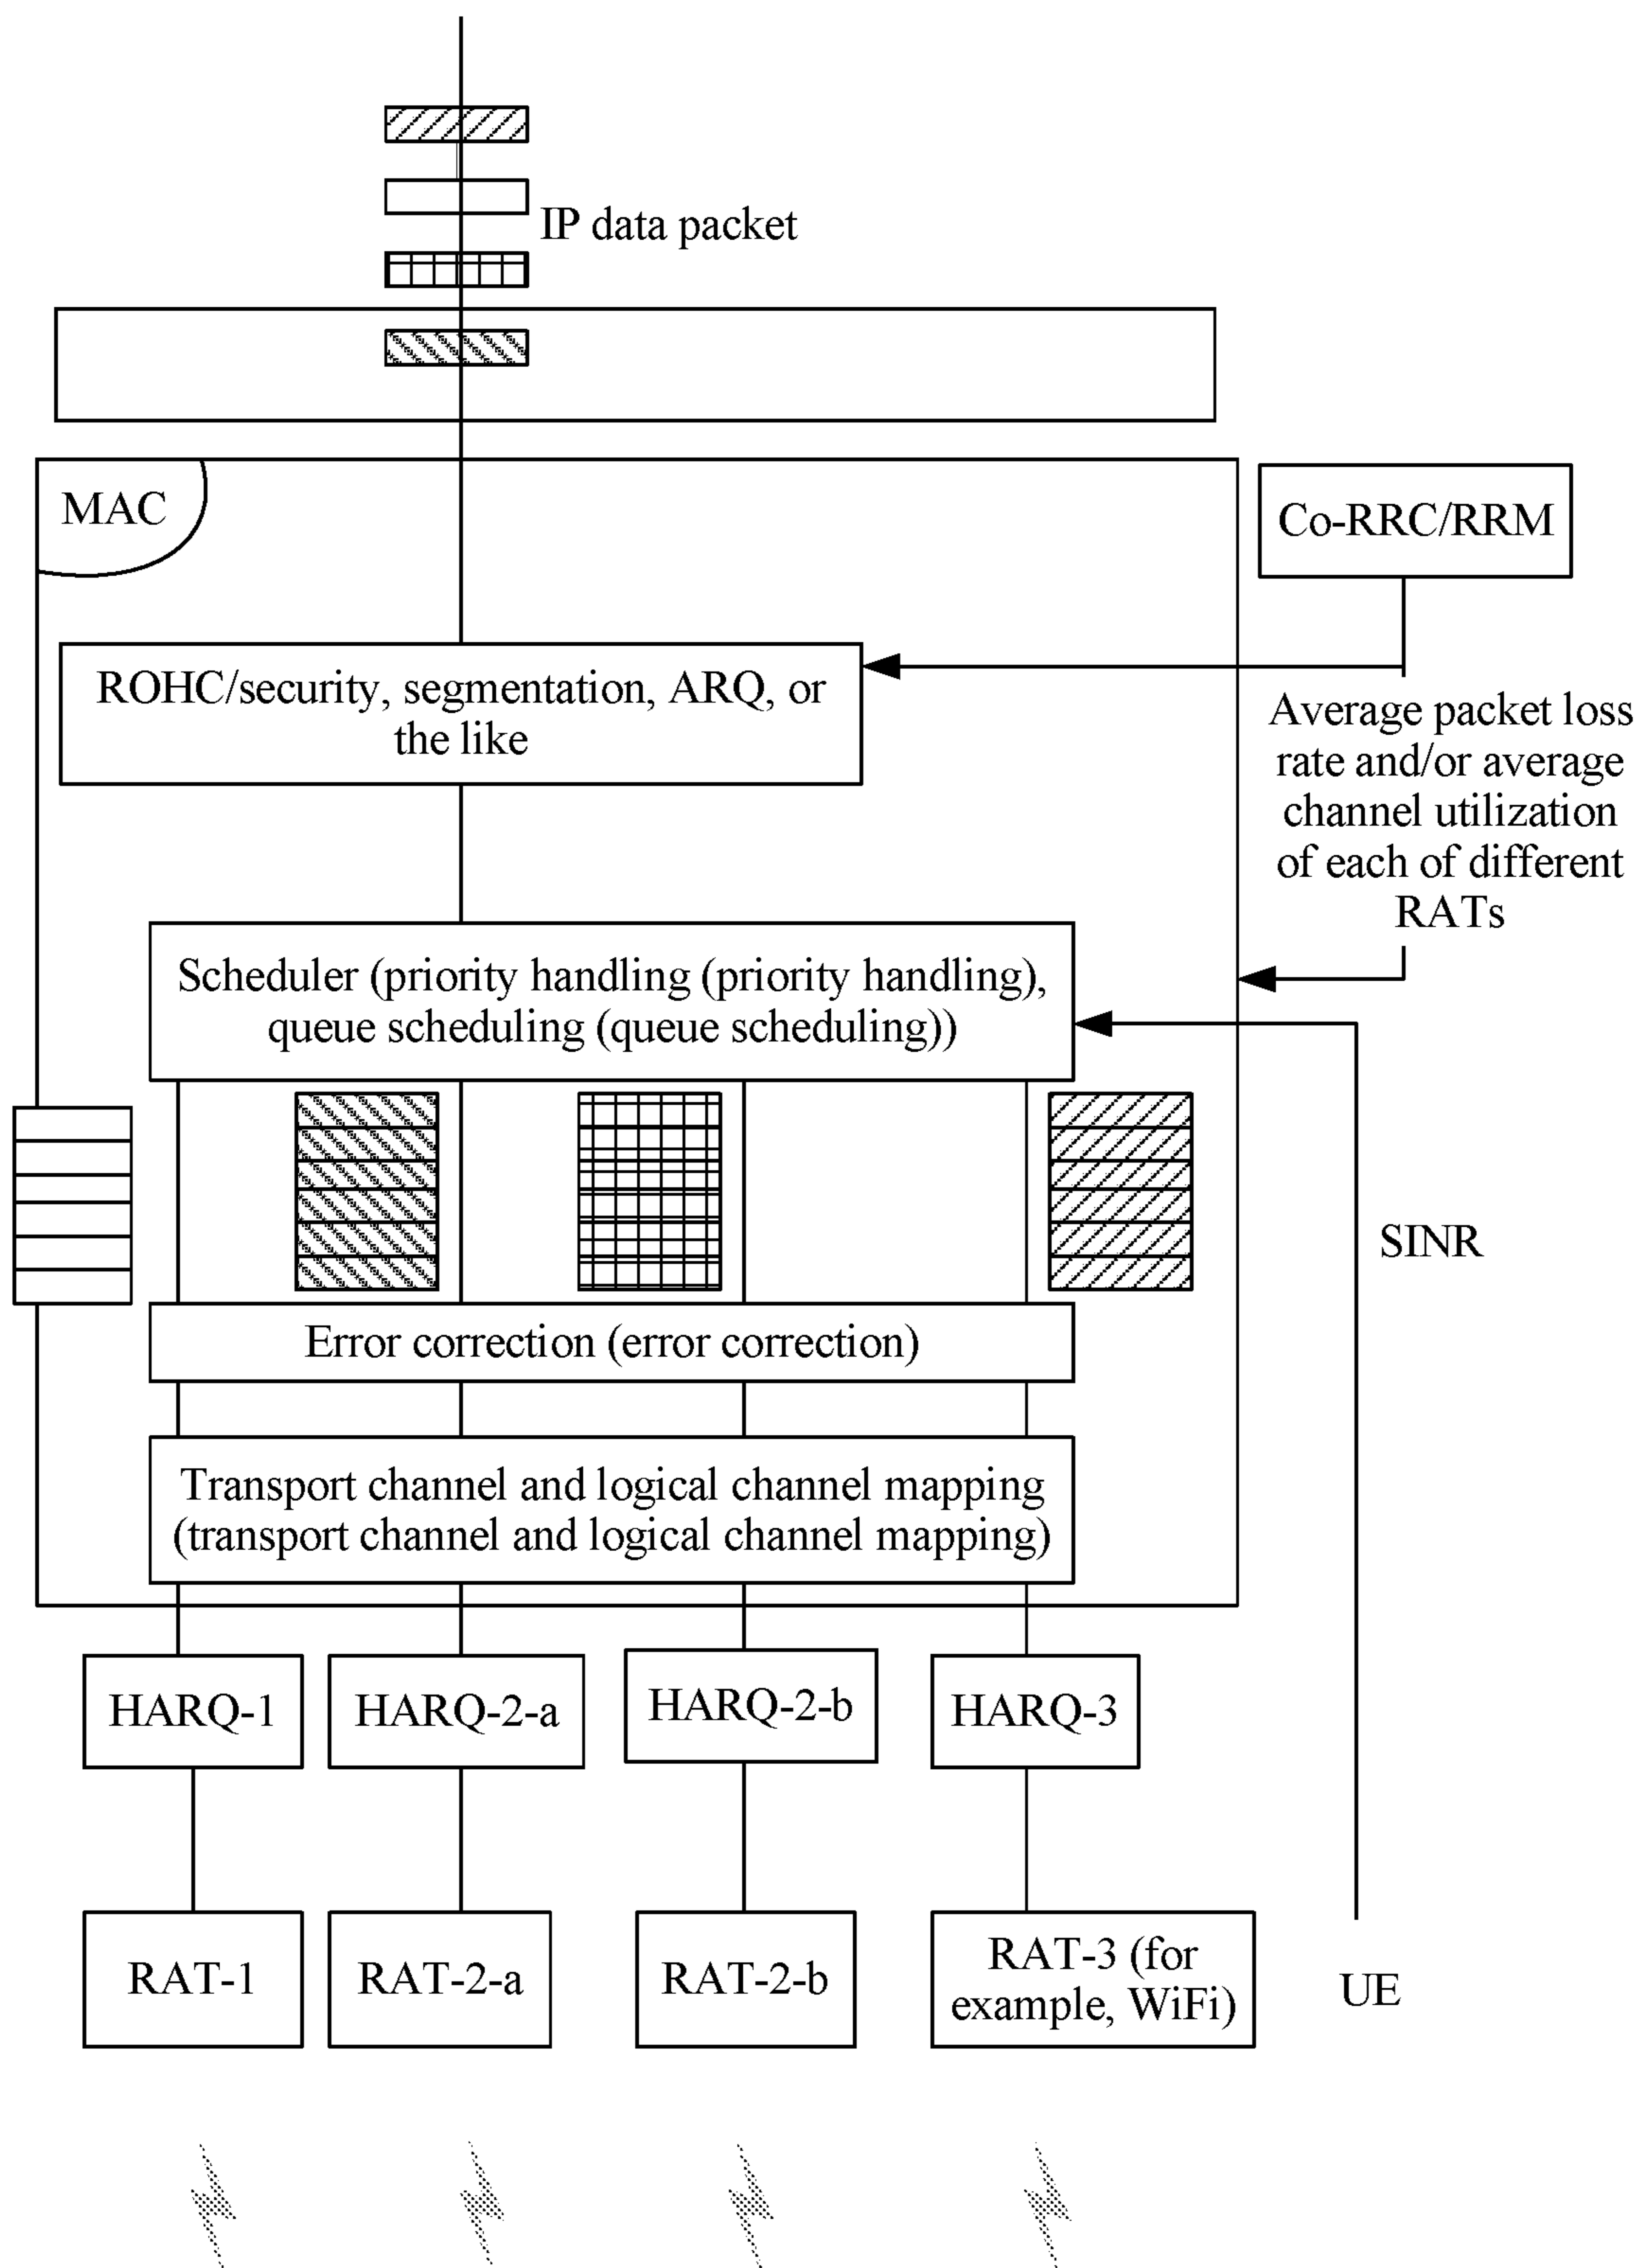 IP data packet
MAC
Co-RRC/RRM
ROHC/security, segmentation, ARQ, or
the like
Average packet loss
rate and/or average
channel utilization
of each of different
RATs
Scheduler (priority handling (priority handling),
queue scheduling (queue scheduling))
SINR
Error correction (error correction)
Transport channel and logical channel mapping
(transport channel and logical channel mapping)
HARQ-1
HARQ-2-a
HARQ-2-b
HARQ-3
RAT-1
RAT-2-a
RAT-2-b
RAT-3 (for
example, WiFi)
UE